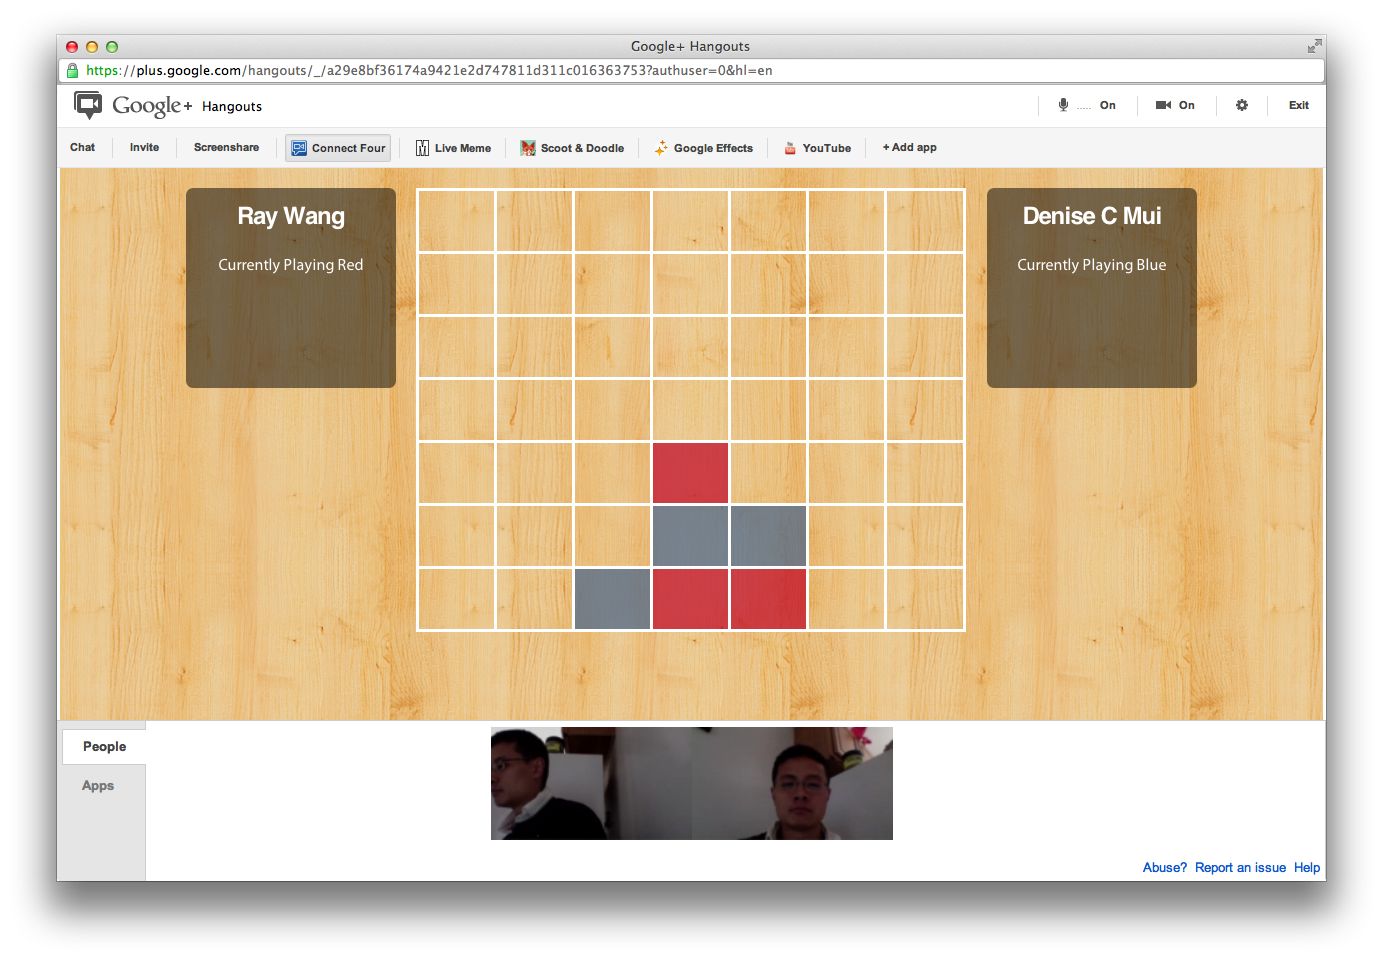 Google+ Hangouts
https://plus.google.com/hangouts/_/a29e8bf36174a9421e2d747811d311c016363753?authuser=0&hl=en
Google+ Hangouts
On
On
Exit
Chat
Invite
Screenshare
Connect Four
Live Meme
Scoot & Doodle
Google Effects
YouTube
+ Add app
Ray Wang
Currently Playing Red
Denise C Mui
Currently Playing Blue
People
Apps
Abuse? Report an issue Help